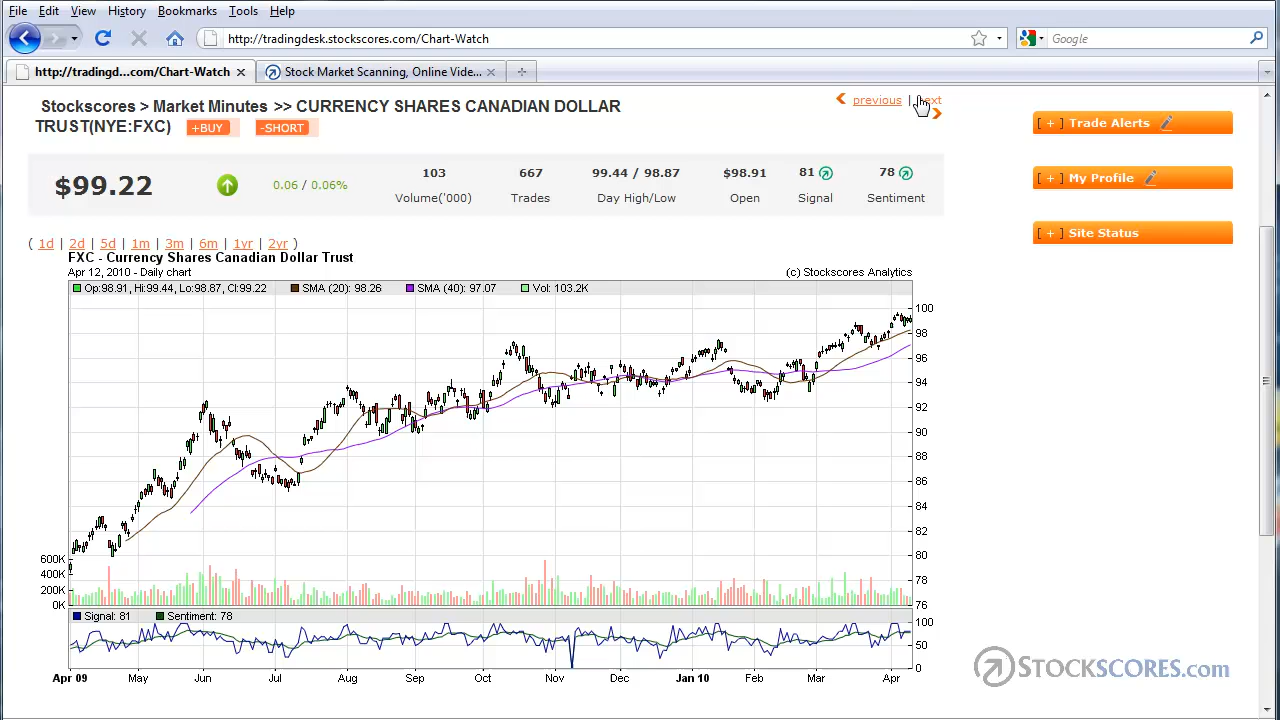 File Edit View History Bookmarks Tools Help
http://tradingdesk.stockscores.com/Chart-Watch
Google
http://tradingd...com/Chart-Watch
Stock Market Scanning, Online Vide...
Stockscores > Market Minutes >> CURRENCY SHARES CANADIAN DOLLAR
TRUST(NYE:FXC) +BUY -SHORT
previous | next
[ + ] Trade Alerts
[ + ] My Profile
[ + ] Site Status
$99.22
0.06 / 0.06%
103 667 99.44 / 98.87 $98.91 81 78
Volume('000) Trades Day High/Low Open Signal Sentiment
( 1d | 2d | 5d | 1m | 3m | 6m | 1yr | 2yr )
FXC - Currency Shares Canadian Dollar Trust
Apr 12, 2010 - Daily chart (c) Stockscores Analytics
Op:98.91, Hi:99.44, Lo:98.87, Cl:99.22 SMA (20): 98.26 SMA (40): 97.07 Vol: 103.2K
100
98
96
94
92
90
88
86
84
82
80
78
76
600K
400K
200K
0K
Signal: 81 Sentiment: 78
100
50
0
Apr 09 May Jun Jul Aug Sep Oct Nov Dec Jan 10 Feb Mar Apr
STOCKSCORES.com